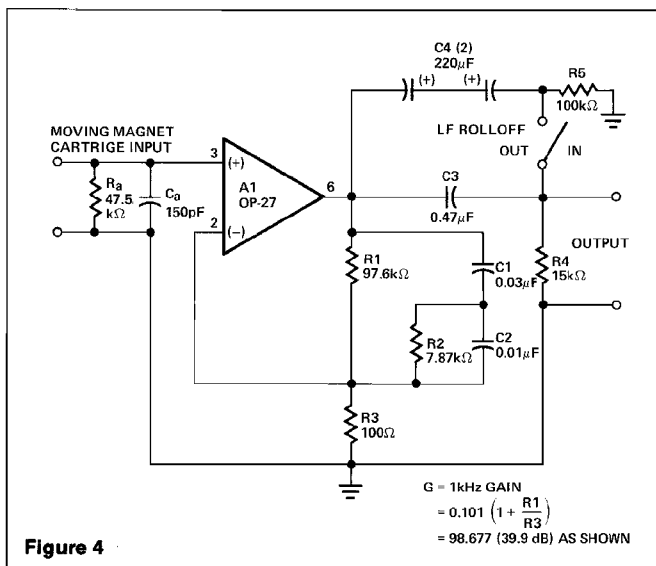 C4 (2)
220μF
(+) (+)
R5
100kΩ
LF ROLLOFF
OUT IN
MOVING MAGNET
CARTRIGE INPUT
Ra
47.5
kΩ
Ca
150pF
3
(+)
A1
OP-27
2
(−)
6
C3
0.47μF
R1
97.6kΩ
C1
0.03μF
R2
7.87kΩ
C2
0.01μF
OUTPUT
R4
15kΩ
R3
100Ω
G = 1kHz GAIN
= 0.101 (1 + R1/R3)
= 98.677 (39.9 dB) AS SHOWN
Figure 4